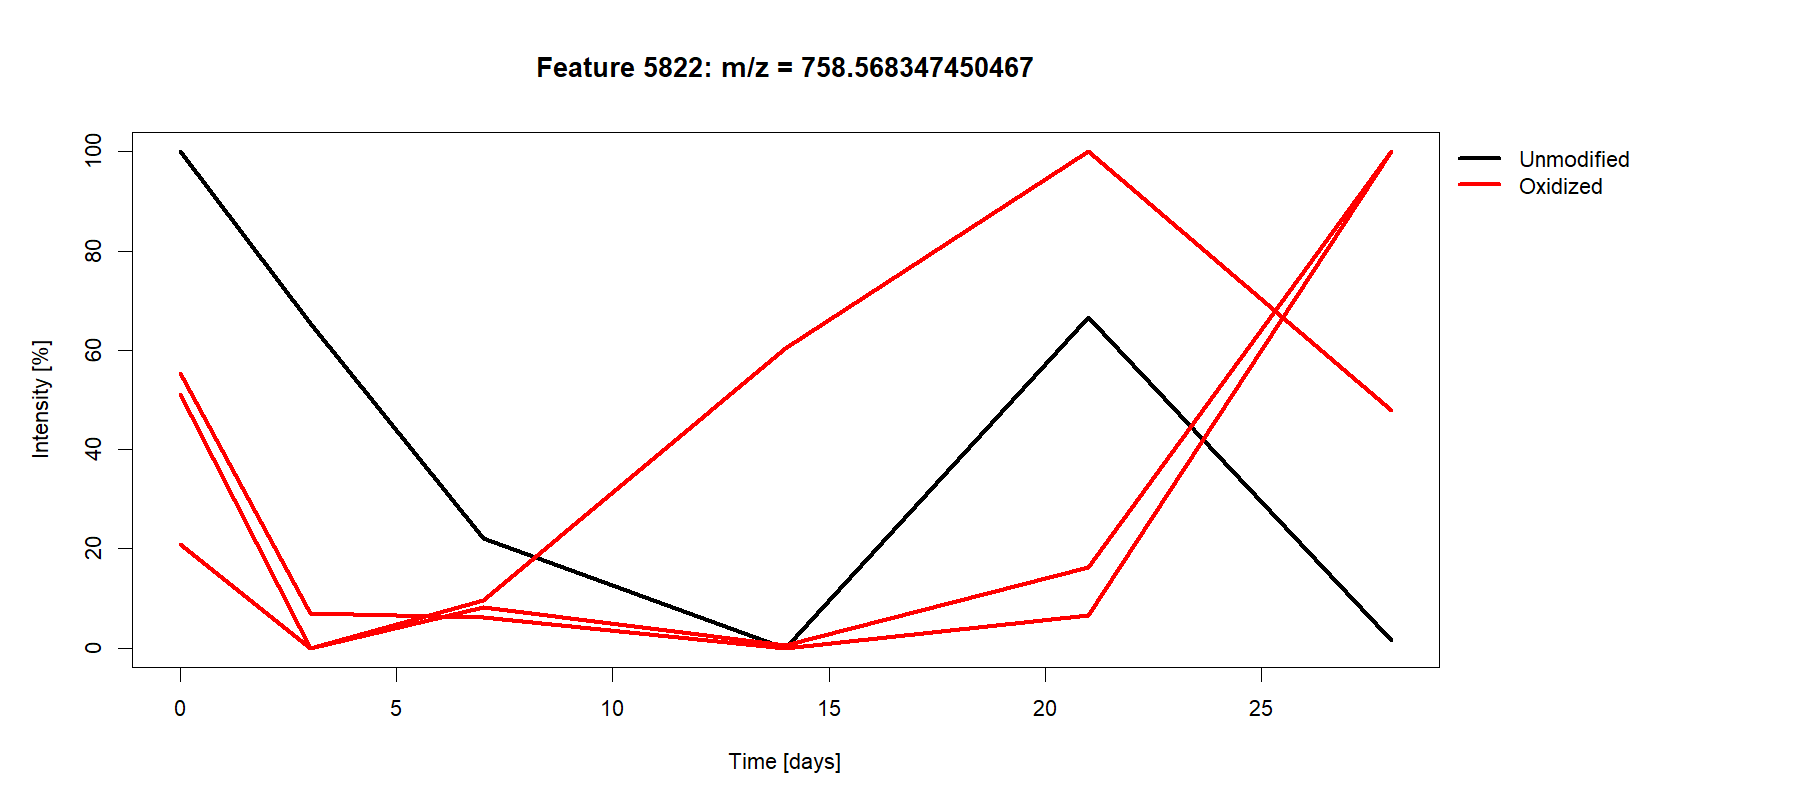 Feature 5822: m/z = 758.568347450467
Unmodified
Oxidized
Intensity [%]
100
80
60
40
20
0
0 5 10 15 20 25
Time [days]